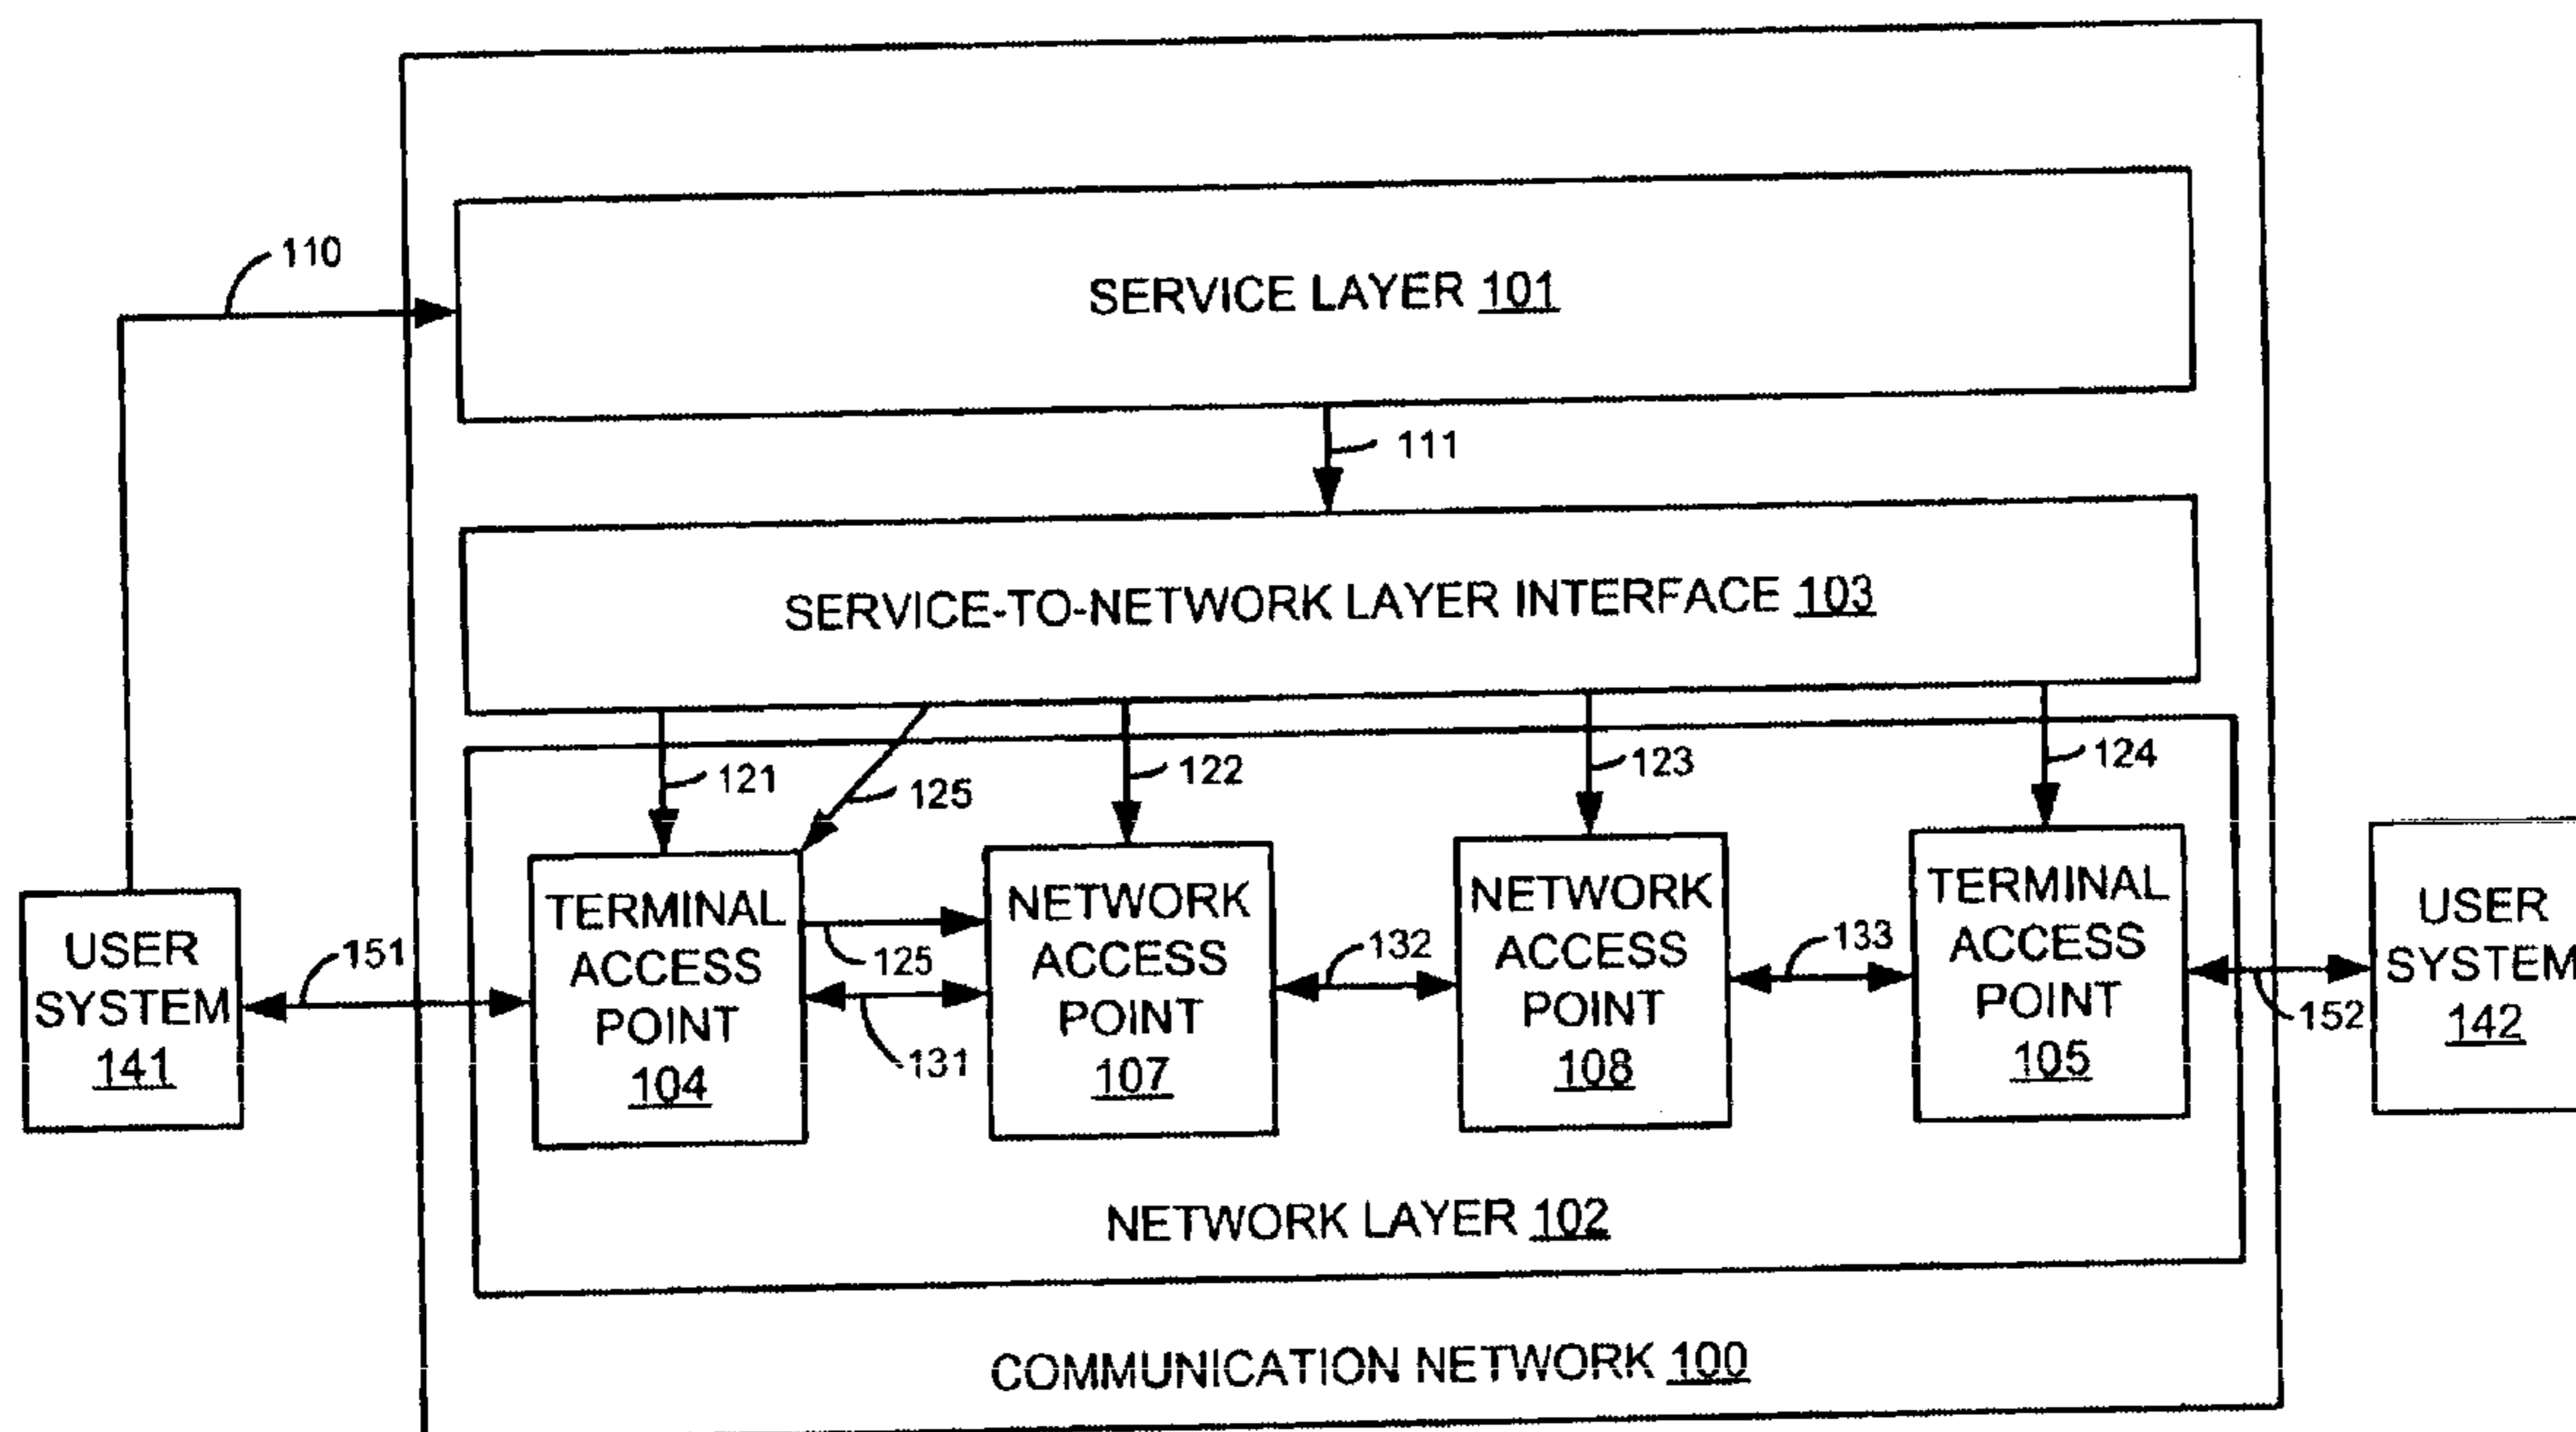 110
SERVICE LAYER 101
111
SERVICE-TO-NETWORK LAYER INTERFACE 103
121
125
122
123
124
USER
SYSTEM
141
151
TERMINAL
ACCESS
POINT
104
125
131
NETWORK
ACCESS
POINT
107
132
NETWORK
ACCESS
POINT
108
133
TERMINAL
ACCESS
POINT
105
152
USER
SYSTEM
142
NETWORK LAYER 102
COMMUNICATION NETWORK 100